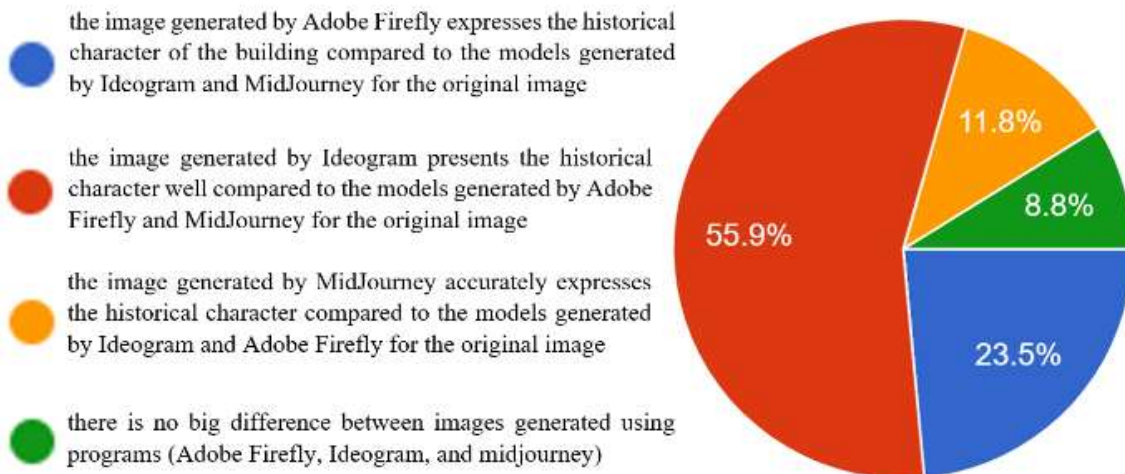 the image generated by Adobe Firefly expresses the historical
character of the building compared to the models generated
by Ideogram and MidJourney for the original image
the image generated by Ideogram presents the historical
character well compared to the models generated by Adobe
Firefly and MidJourney for the original image
the image generated by MidJourney accurately expresses
the historical character compared to the models generated
by Ideogram and Adobe Firefly for the original image
there is no big difference between images generated using
programs (Adobe Firefly, Ideogram, and midjourney)
11.8%
8.8%
55.9%
23.5%